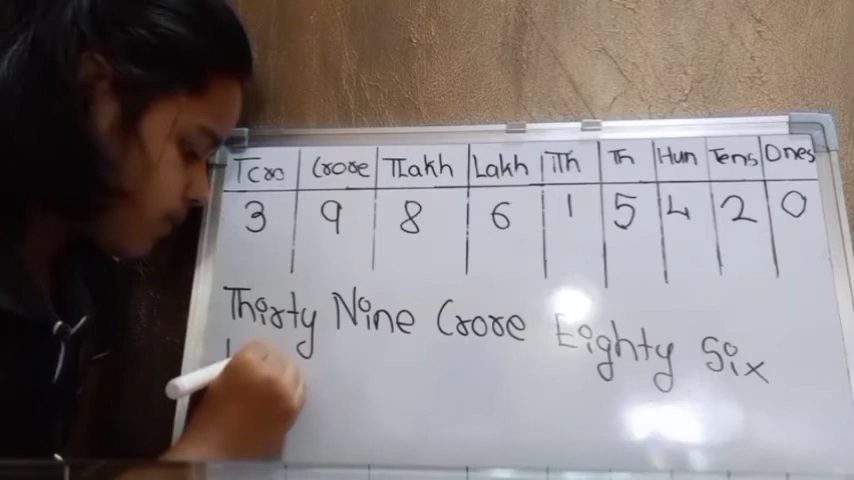 TCro Crore TLakh Lakh TTh Th Hun Tens Ones
3 9 8 6 1 5 4 2 0
Thirty Nine Crore Eighty Six